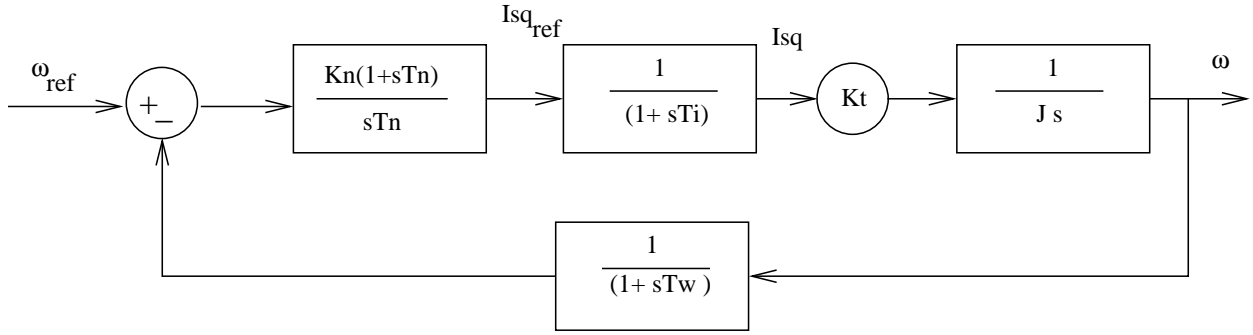 ω_ref
+
−
Kn(1+sTn)
sTn
Isq_ref
1
(1+ sTi)
Isq
Kt
1
J s
ω
1
(1+ sTw )